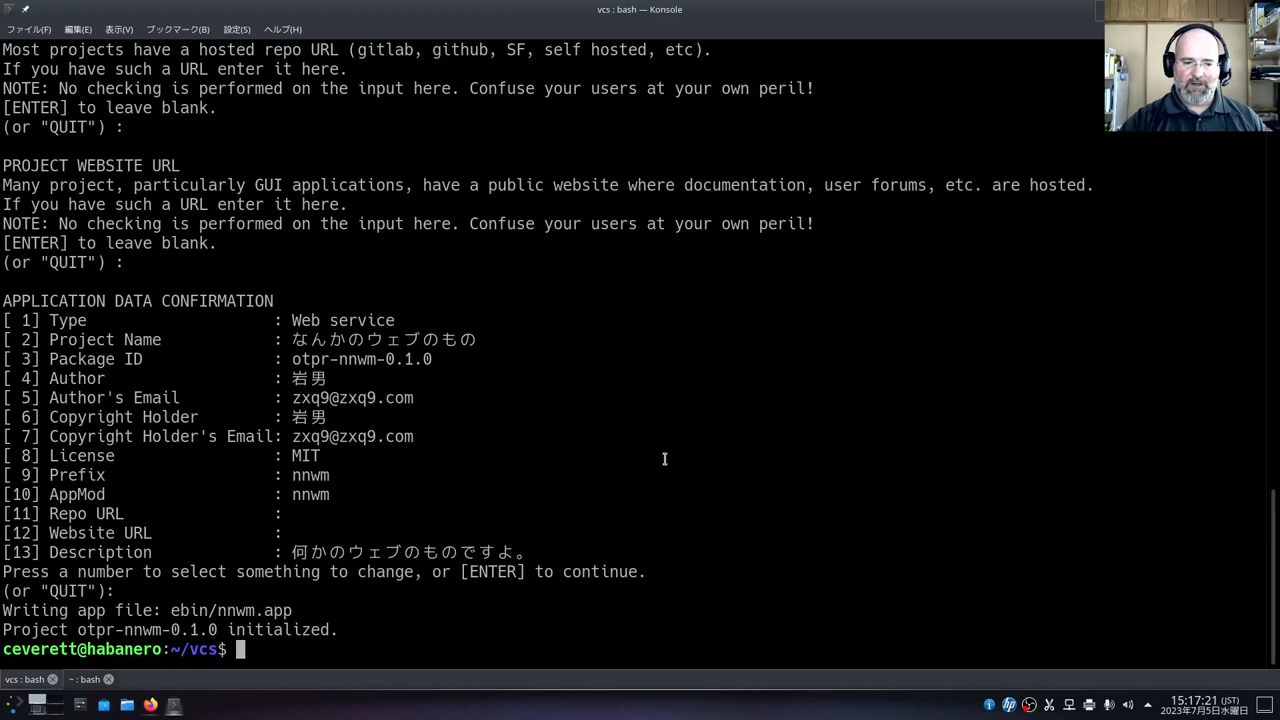 vcs : bash — Konsole
ファイル(F) 編集(E) 表示(V) ブックマーク(B) 設定(S) ヘルプ(H)
Most projects have a hosted repo URL (gitlab, github, SF, self hosted, etc).
If you have such a URL enter it here.
NOTE: No checking is performed on the input here. Confuse your users at your own peril!
[ENTER] to leave blank.
(or "QUIT") :
PROJECT WEBSITE URL
Many project, particularly GUI applications, have a public website where documentation, user forums, etc. are hosted.
If you have such a URL enter it here.
NOTE: No checking is performed on the input here. Confuse your users at your own peril!
[ENTER] to leave blank.
(or "QUIT") :
APPLICATION DATA CONFIRMATION
[ 1] Type : Web service
[ 2] Project Name : なんかのウェブのもの
[ 3] Package ID : otpr-nnwm-0.1.0
[ 4] Author : 岩男
[ 5] Author's Email : zxq9@zxq9.com
[ 6] Copyright Holder : 岩男
[ 7] Copyright Holder's Email: zxq9@zxq9.com
[ 8] License : MIT
[ 9] Prefix : nnwm
[10] AppMod : nnwm
[11] Repo URL :
[12] Website URL :
[13] Description : 何かのウェブのものですよ。
Press a number to select something to change, or [ENTER] to continue.
(or "QUIT"):
Writing app file: ebin/nnwm.app
Project otpr-nnwm-0.1.0 initialized.
ceverett@habanero:~/vcs$
vcs : bash ~ : bash
15:17:21 (JST)
2023年7月5日水曜日